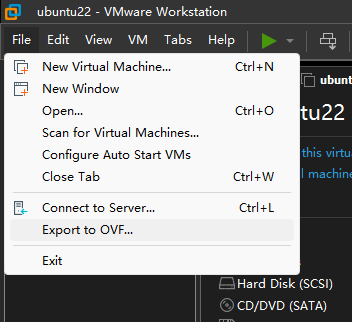 ubuntu22 - VMware Workstation
File Edit View VM Tabs Help
New Virtual Machine... Ctrl+N
New Window
Open... Ctrl+O
Scan for Virtual Machines...
Configure Auto Start VMs
Close Tab Ctrl+W
Connect to Server... Ctrl+L
Export to OVF...
Exit
ubunt
tu22
this virtu
l machine
Hard Disk (SCSI)
CD/DVD (SATA)